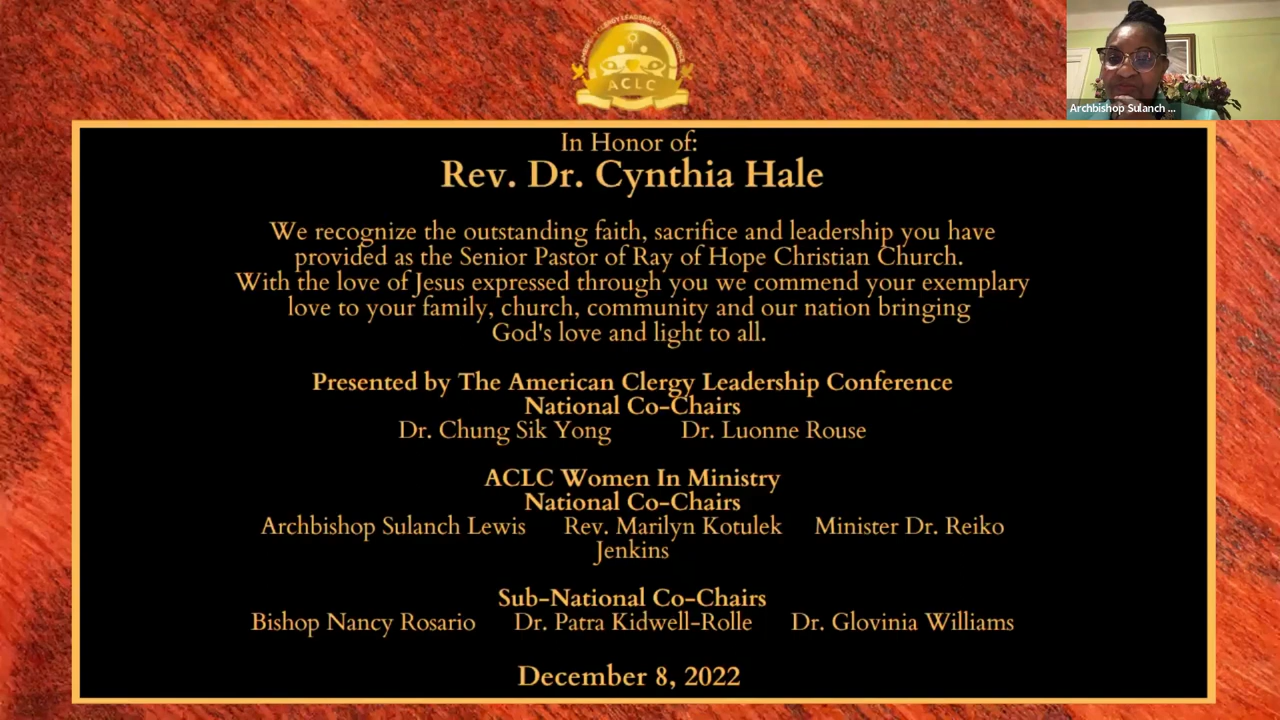 ACLC
Archbishop Sulanch ...
In Honor of:
Rev. Dr. Cynthia Hale
We recognize the outstanding faith, sacrifice and leadership you have
provided as the Senior Pastor of Ray of Hope Christian Church.
With the love of Jesus expressed through you we commend your exemplary
love to your family, church, community and our nation bringing
God's love and light to all.
Presented by The American Clergy Leadership Conference
National Co-Chairs
Dr. Chung Sik Yong Dr. Luonne Rouse
ACLC Women In Ministry
National Co-Chairs
Archbishop Sulanch Lewis Rev. Marilyn Kotulek Minister Dr. Reiko
Jenkins
Sub-National Co-Chairs
Bishop Nancy Rosario Dr. Patra Kidwell-Rolle Dr. Glovinia Williams
December 8, 2022